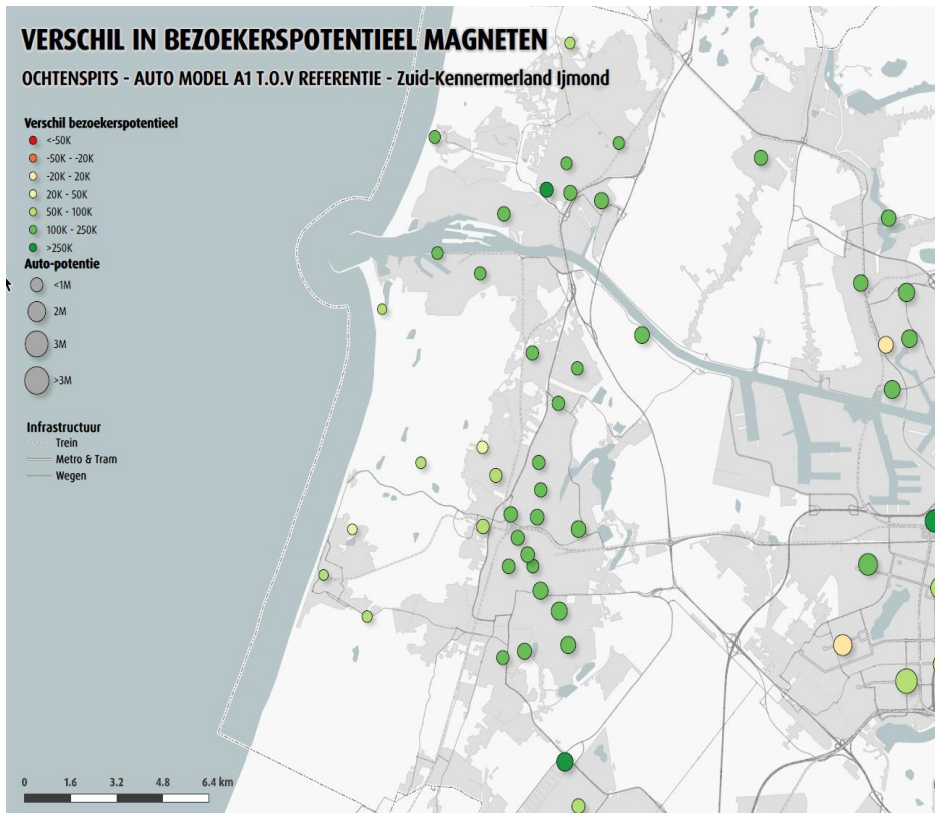 VERSCHIL IN BEZOEKERSPOTENTIEEL MAGNETEN
OCHTENSPITS - AUTO MODEL A1 T.O.V REFERENTIE - Zuid-Kennermerland Ijmond
Verschil bezoekerspotentieel
<-50K
-50K - -20K
-20K - 20K
20K - 50K
50K - 100K
100K - 250K
>250K
Auto-potentie
<1M
2M
3M
>3M
Infrastructuur
Trein
Metro & Tram
Wegen
0 1.6 3.2 4.8 6.4 km